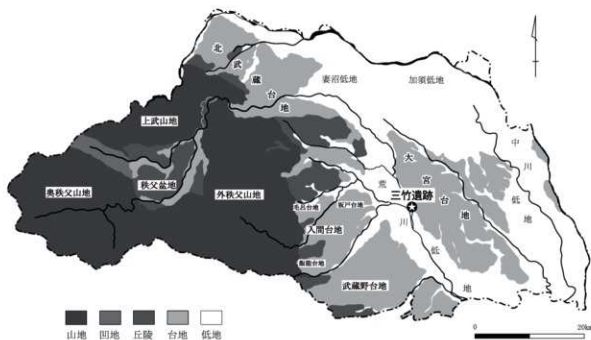 北武蔵台地
妻沼低地
加須低地
上武山地
中川低地
大宮台地
秩父盆地
奥秩父山地
外秩父山地
荒川低地
三竹遺跡
毛呂台地
坂戸台地
入間台地
飯能台地
武蔵野台地
山地 凹地 丘陵 台地 低地
0 20km